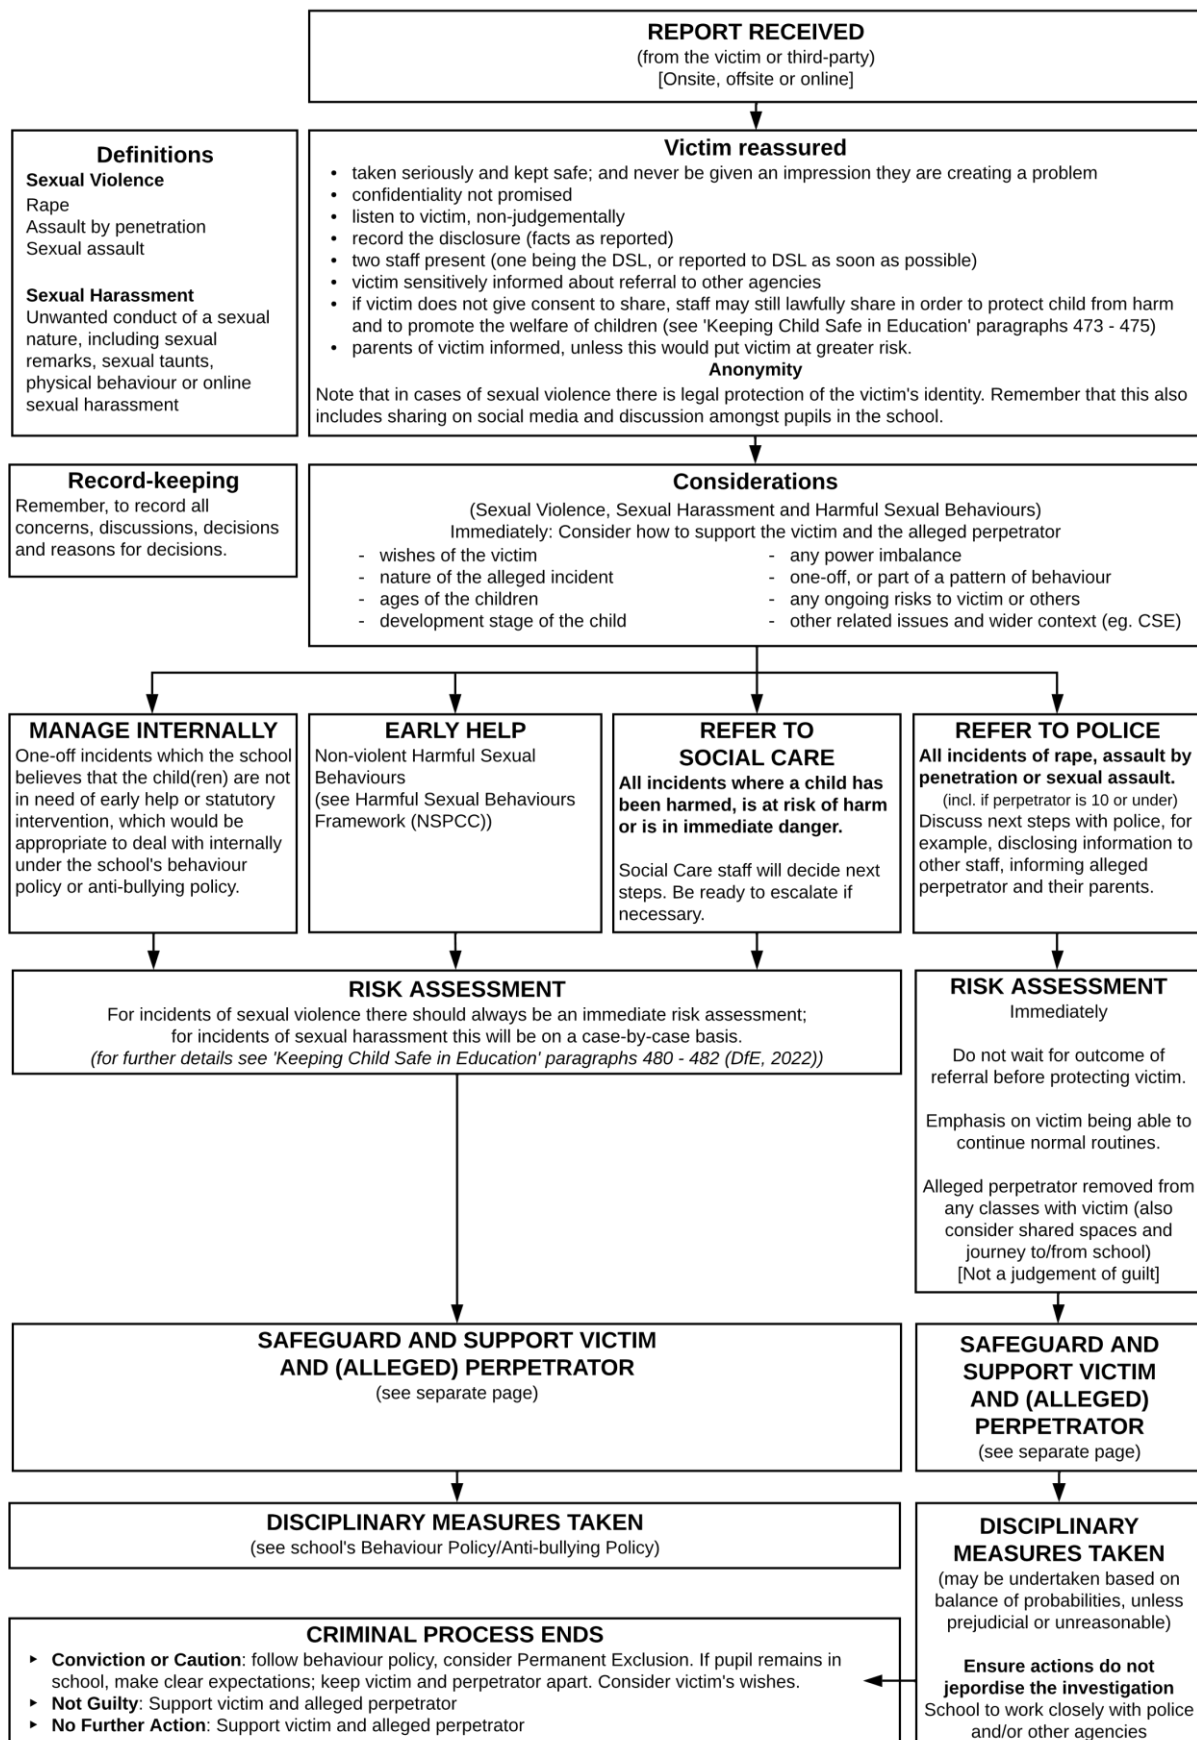 REPORT RECEIVED
(from the victim or third-party)
[Onsite, offsite or online]
Definitions
Sexual Violence
Rape
Assault by penetration
Sexual assault
Sexual Harassment
Unwanted conduct of a sexual
nature, including sexual
remarks, sexual taunts,
physical behaviour or online
sexual harassment
Victim reassured
• taken seriously and kept safe; and never be given an impression they are creating a problem
• confidentiality not promised
• listen to victim, non-judgementally
• record the disclosure (facts as reported)
• two staff present (one being the DSL, or reported to DSL as soon as possible)
• victim sensitively informed about referral to other agencies
• if victim does not give consent to share, staff may still lawfully share in order to protect child from harm
and to promote the welfare of children (see 'Keeping Child Safe in Education' paragraphs 473 - 475)
• parents of victim informed, unless this would put victim at greater risk.
Anonymity
Note that in cases of sexual violence there is legal protection of the victim's identity. Remember that this also
includes sharing on social media and discussion amongst pupils in the school.
Record-keeping
Remember, to record all
concerns, discussions, decisions
and reasons for decisions.
Considerations
(Sexual Violence, Sexual Harassment and Harmful Sexual Behaviours)
Immediately: Consider how to support the victim and the alleged perpetrator
- wishes of the victim
- nature of the alleged incident
- ages of the children
- development stage of the child
- any power imbalance
- one-off, or part of a pattern of behaviour
- any ongoing risks to victim or others
- other related issues and wider context (eg. CSE)
MANAGE INTERNALLY
One-off incidents which the school
believes that the child(ren) are not
in need of early help or statutory
intervention, which would be
appropriate to deal with internally
under the school's behaviour
policy or anti-bullying policy.
EARLY HELP
Non-violent Harmful Sexual
Behaviours
(see Harmful Sexual Behaviours
Framework (NSPCC))
REFER TO
SOCIAL CARE
All incidents where a child has
been harmed, is at risk of harm
or is in immediate danger.
Social Care staff will decide next
steps. Be ready to escalate if
necessary.
REFER TO POLICE
All incidents of rape, assault by
penetration or sexual assault.
(incl. if perpetrator is 10 or under)
Discuss next steps with police, for
example, disclosing information to
other staff, informing alleged
perpetrator and their parents.
RISK ASSESSMENT
For incidents of sexual violence there should always be an immediate risk assessment;
for incidents of sexual harassment this will be on a case-by-case basis.
(for further details see 'Keeping Child Safe in Education' paragraphs 480 - 482 (DfE, 2022))
RISK ASSESSMENT
Immediately
Do not wait for outcome of
referral before protecting victim.
Emphasis on victim being able to
continue normal routines.
Alleged perpetrator removed from
any classes with victim (also
consider shared spaces and
journey to/from school)
[Not a judgement of guilt]
SAFEGUARD AND SUPPORT VICTIM
AND (ALLEGED) PERPETRATOR
(see separate page)
SAFEGUARD AND
SUPPORT VICTIM
AND (ALLEGED)
PERPETRATOR
(see separate page)
DISCIPLINARY MEASURES TAKEN
(see school's Behaviour Policy/Anti-bullying Policy)
DISCIPLINARY
MEASURES TAKEN
(may be undertaken based on
balance of probabilities, unless
prejudicial or unreasonable)
Ensure actions do not
jepordise the investigation
School to work closely with police
and/or other agencies
CRIMINAL PROCESS ENDS
▸ Conviction or Caution: follow behaviour policy, consider Permanent Exclusion. If pupil remains in
school, make clear expectations; keep victim and perpetrator apart. Consider victim's wishes.
▸ Not Guilty: Support victim and alleged perpetrator
▸ No Further Action: Support victim and alleged perpetrator